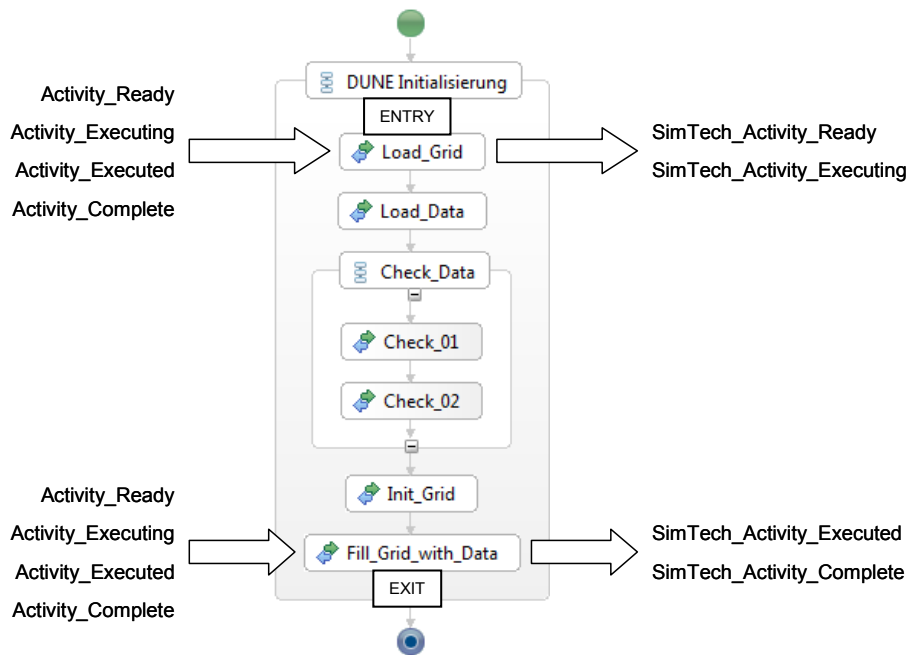 DUNE Initialisierung
Activity_Ready
ENTRY
Activity_Executing
SimTech_Activity_Ready
Load_Grid
Activity_Executed
SimTech_Activity_Executing
Activity_Complete
Load_Data
Check_Data
Check_01
Check_02
Activity_Ready
Init_Grid
Activity_Executing
SimTech_Activity_Executed
Fill_Grid_with_Data
Activity_Executed
SimTech_Activity_Complete
EXIT
Activity_Complete